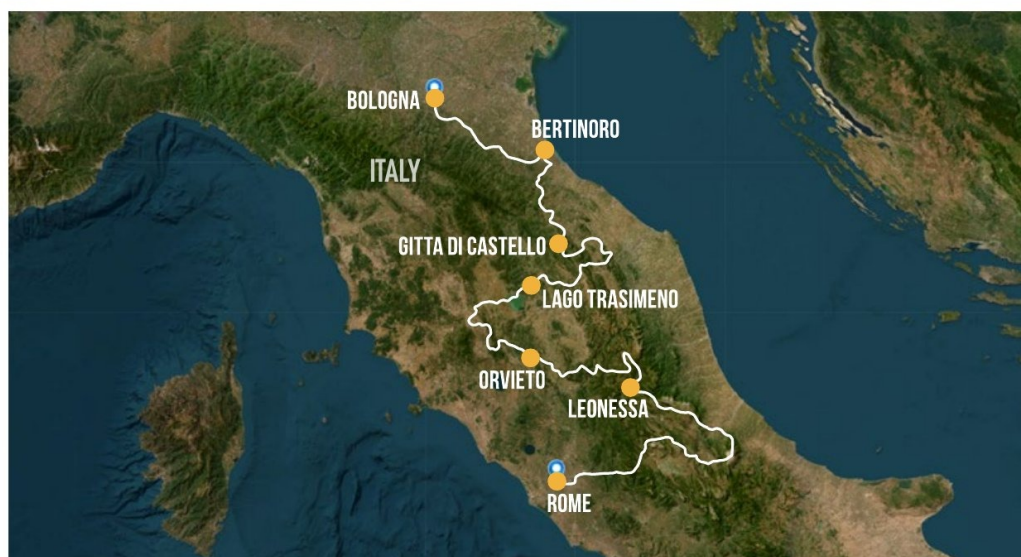 BOLOGNA
BERTINORO
ITALY
GITTA DI CASTELLO
LAGO TRASIMENO
ORVIETO
LEONESSA
ROME